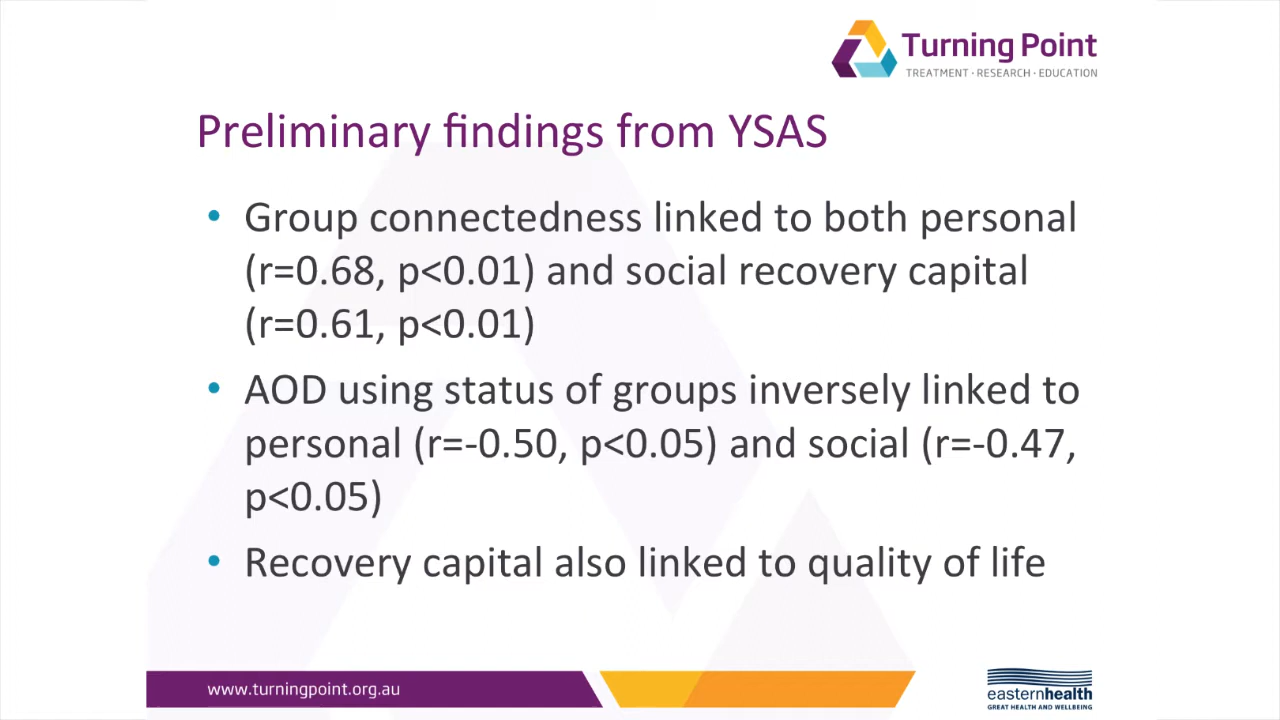 Turning Point
TREATMENT · RESEARCH · EDUCATION
Preliminary findings from YSAS
• Group connectedness linked to both personal
(r=0.68, p<0.01) and social recovery capital
(r=0.61, p<0.01)
• AOD using status of groups inversely linked to
personal (r=-0.50, p<0.05) and social (r=-0.47,
p<0.05)
• Recovery capital also linked to quality of life
www.turningpoint.org.au
easternhealth
GREAT HEALTH AND WELLBEING